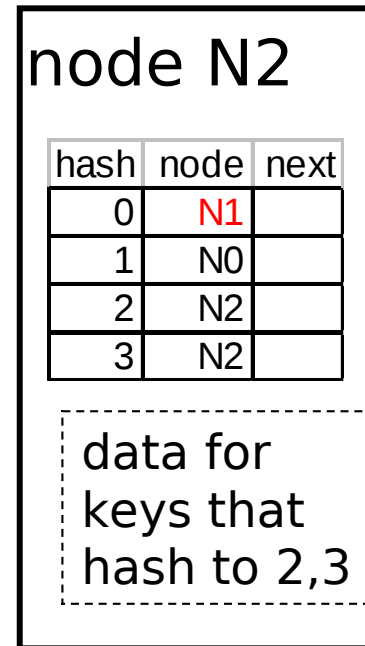 node N2
hash node next
0 N1
1 N0
2 N2
3 N2
data for
keys that
hash to 2,3